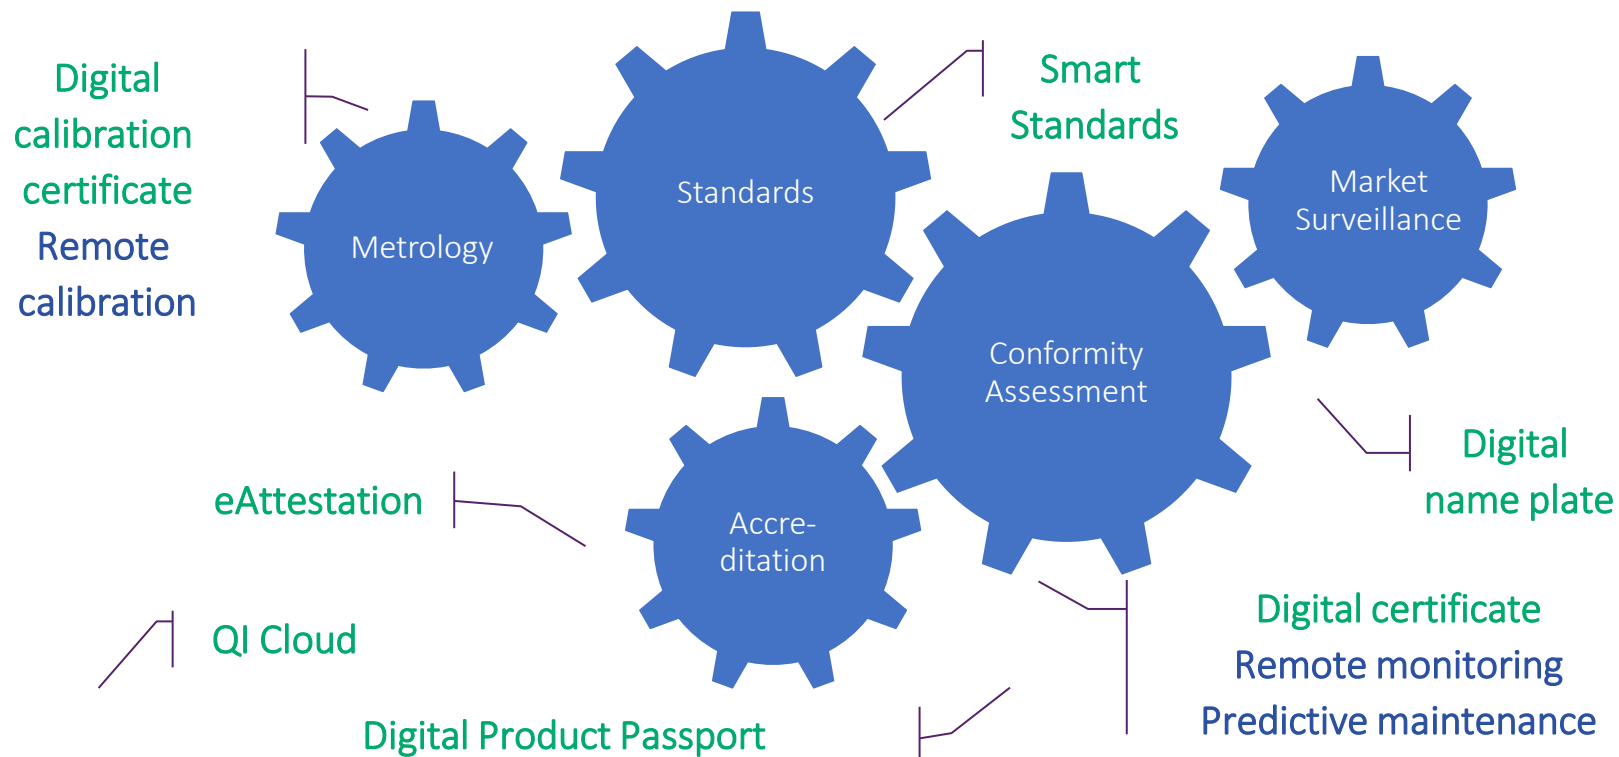 Digital
calibration
certificate
Remote
calibration
Metrology
Standards
Smart
Standards
Market
Surveillance
Conformity
Assessment
Digital
name plate
eAttestation
Accre-
ditation
QI Cloud
Digital certificate
Remote monitoring
Predictive maintenance
Digital Product Passport